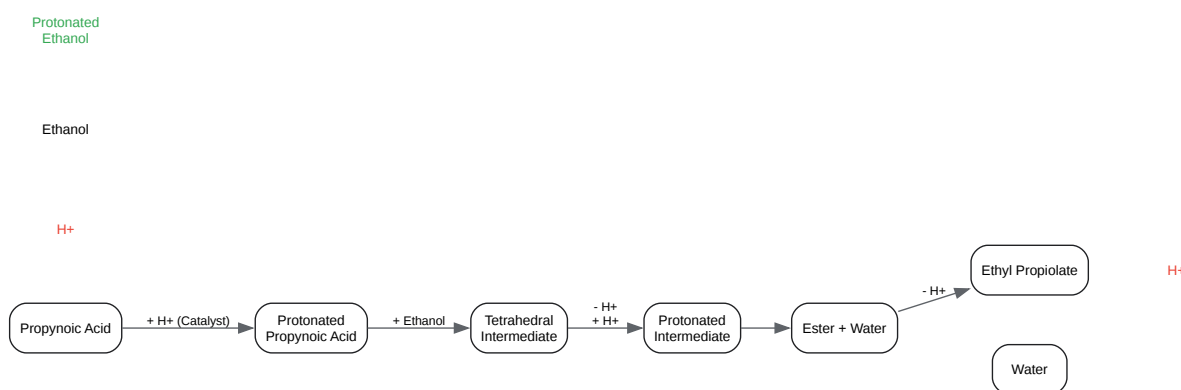 Protonated
Ethanol
Ethanol
H+
Propynoic Acid
+ H+ (Catalyst)
Protonated
Propynoic Acid
+ Ethanol
Tetrahedral
Intermediate
- H+
+ H+
Protonated
Intermediate
Ester + Water
- H+
Ethyl Propiolate
Water
H+